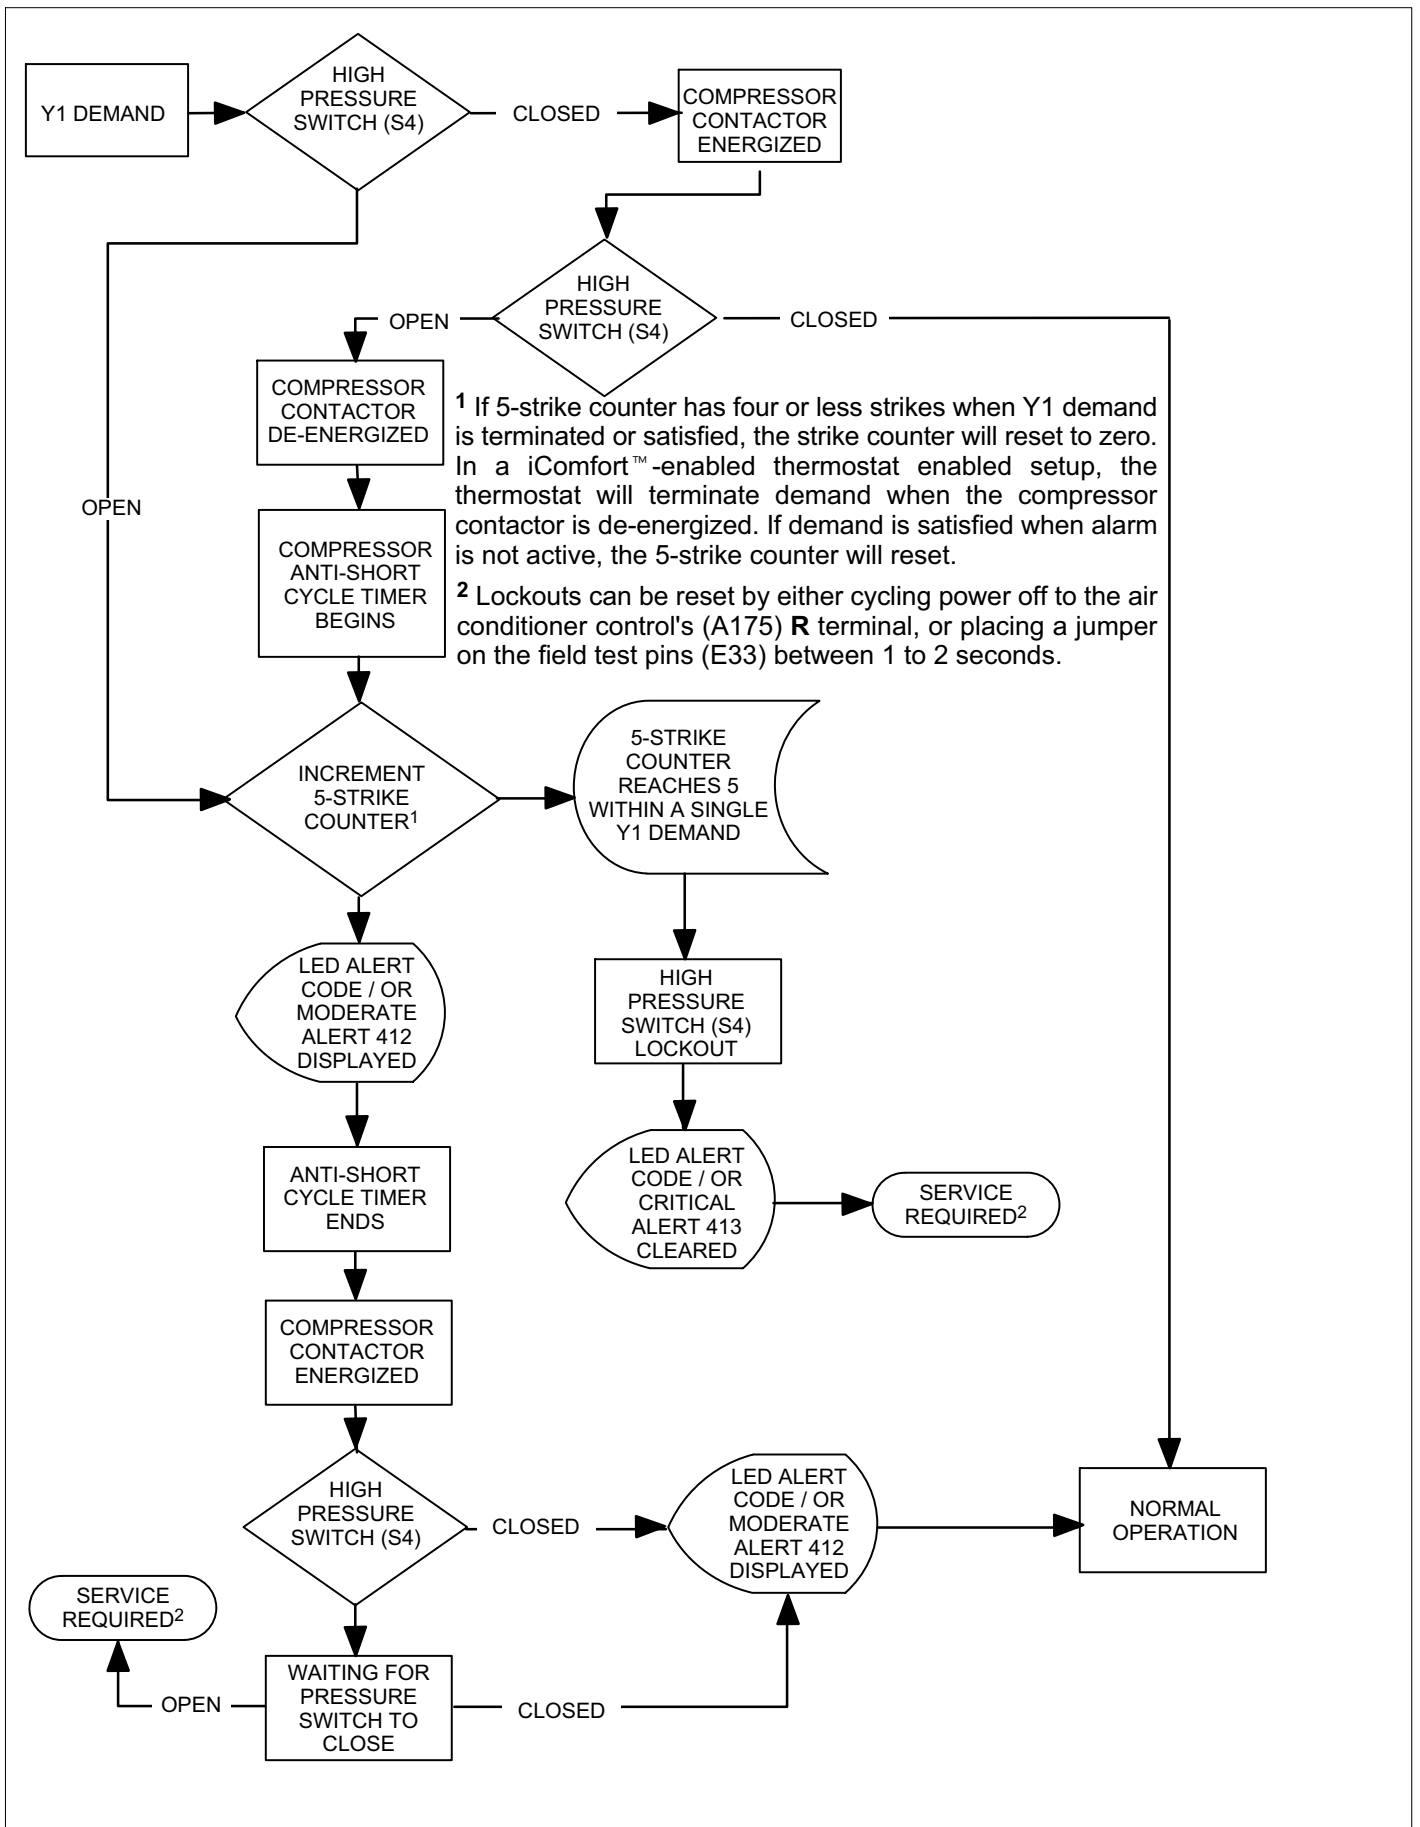 Y1 DEMAND
HIGH
PRESSURE
SWITCH (S4)
CLOSED
COMPRESSOR
CONTACTOR
ENERGIZED
HIGH
PRESSURE
SWITCH (S4)
OPEN
CLOSED
COMPRESSOR
CONTACTOR
DE-ENERGIZED
1 If 5-strike counter has four or less strikes when Y1 demand
is terminated or satisfied, the strike counter will reset to zero.
In a iComfort™-enabled thermostat enabled setup, the
thermostat will terminate demand when the compressor
contactor is de-energized. If demand is satisfied when alarm
is not active, the 5-strike counter will reset.
2 Lockouts can be reset by either cycling power off to the air
conditioner control's (A175) R terminal, or placing a jumper
on the field test pins (E33) between 1 to 2 seconds.
OPEN
COMPRESSOR
ANTI-SHORT
CYCLE TIMER
BEGINS
INCREMENT
5-STRIKE
COUNTER1
5-STRIKE
COUNTER
REACHES 5
WITHIN A SINGLE
Y1 DEMAND
LED ALERT
CODE / OR
MODERATE
ALERT 412
DISPLAYED
HIGH
PRESSURE
SWITCH (S4)
LOCKOUT
ANTI-SHORT
CYCLE TIMER
ENDS
LED ALERT
CODE / OR
CRITICAL
ALERT 413
CLEARED
SERVICE
REQUIRED2
COMPRESSOR
CONTACTOR
ENERGIZED
HIGH
PRESSURE
SWITCH (S4)
CLOSED
LED ALERT
CODE / OR
MODERATE
ALERT 412
DISPLAYED
NORMAL
OPERATION
SERVICE
REQUIRED2
OPEN
WAITING FOR
PRESSURE
SWITCH TO
CLOSE
CLOSED